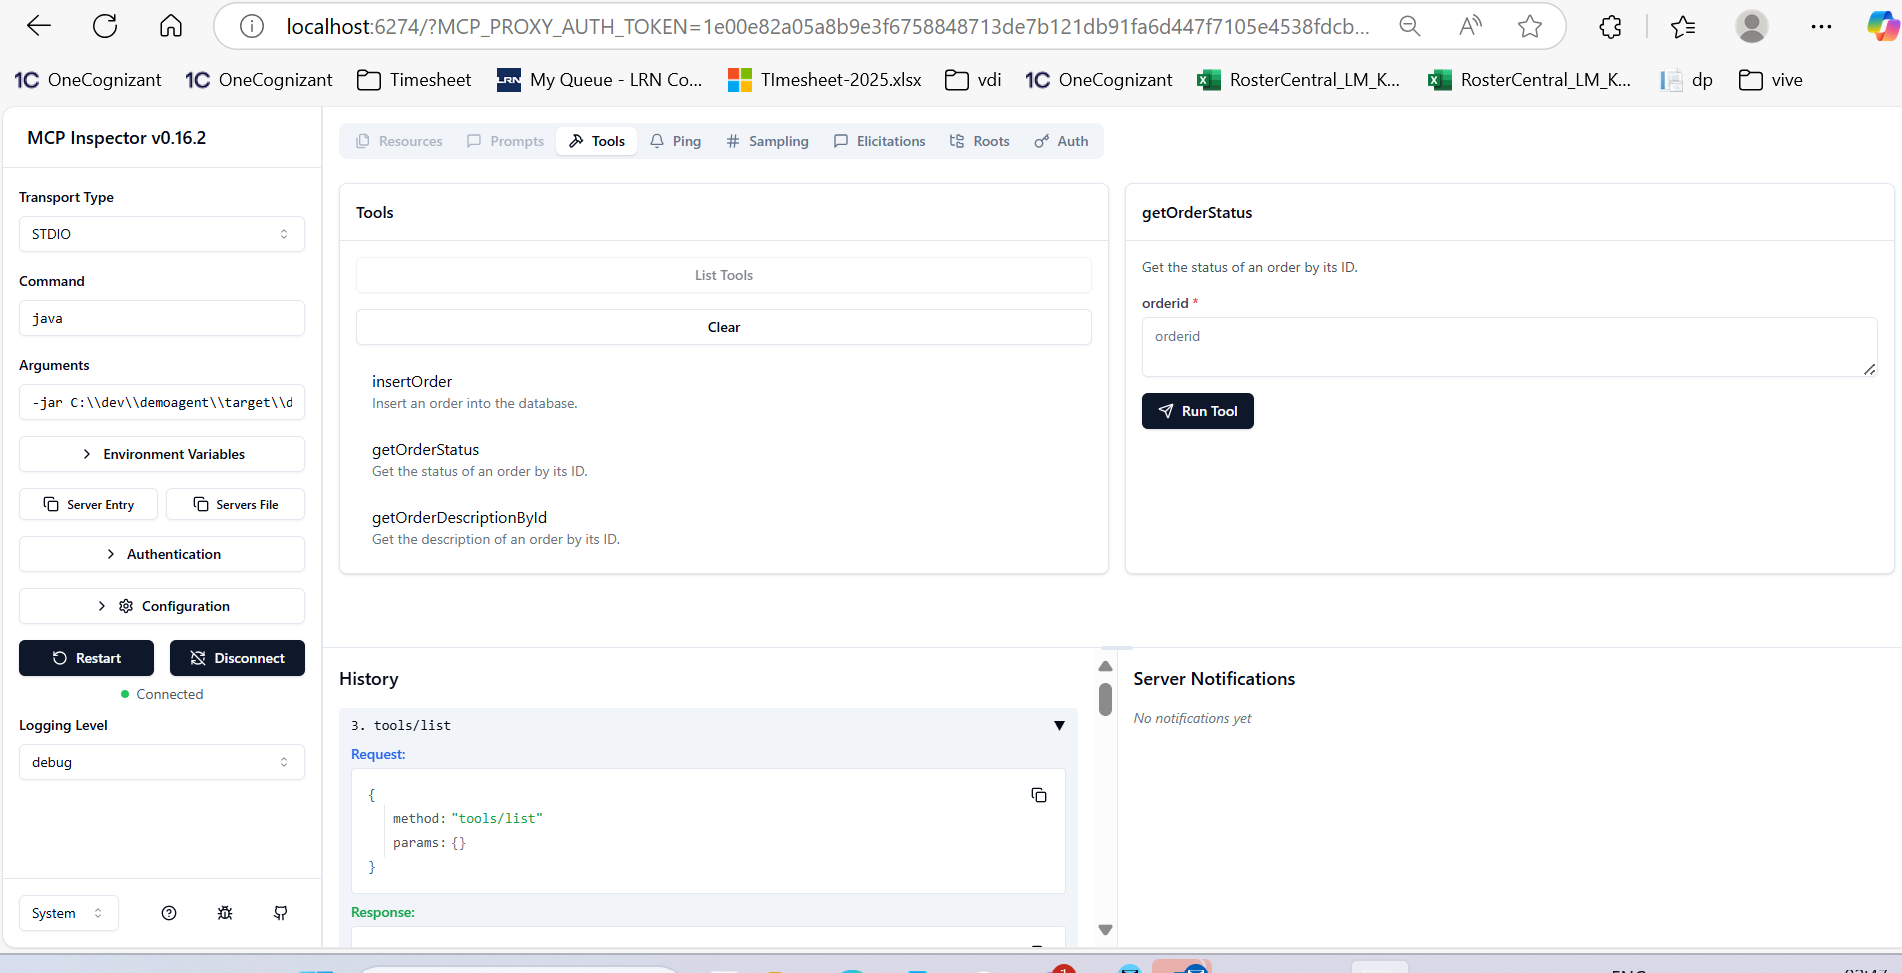 localhost:6274/?MCP_PROXY_AUTH_TOKEN=1e00e82a05a8b9e3f6758848713de7b121db91fa6d447f7105e4538fdcb...
OneCognizant
OneCognizant
Timesheet
LRN
My Queue - LRN Co...
TImesheet-2025.xlsx
vdi
OneCognizant
RosterCentral_LM_K...
RosterCentral_LM_K...
dp
vive
MCP Inspector v0.16.2
Resources
Prompts
Tools
Ping
Sampling
Elicitations
Roots
Auth
Transport Type
STDIO
Command
java
Arguments
-jar C:\\dev\\demoagent\\target\\d
Environment Variables
Server Entry
Servers File
Authentication
Configuration
Restart
Disconnect
Connected
Logging Level
debug
System
Tools
List Tools
Clear
insertOrder
Insert an order into the database.
getOrderStatus
Get the status of an order by its ID.
getOrderDescriptionById
Get the description of an order by its ID.
getOrderStatus
Get the status of an order by its ID.
orderid *
orderid
Run Tool
History
3. tools/list
Request:
{
method: "tools/list"
params: {}
}
Response:
Server Notifications
No notifications yet